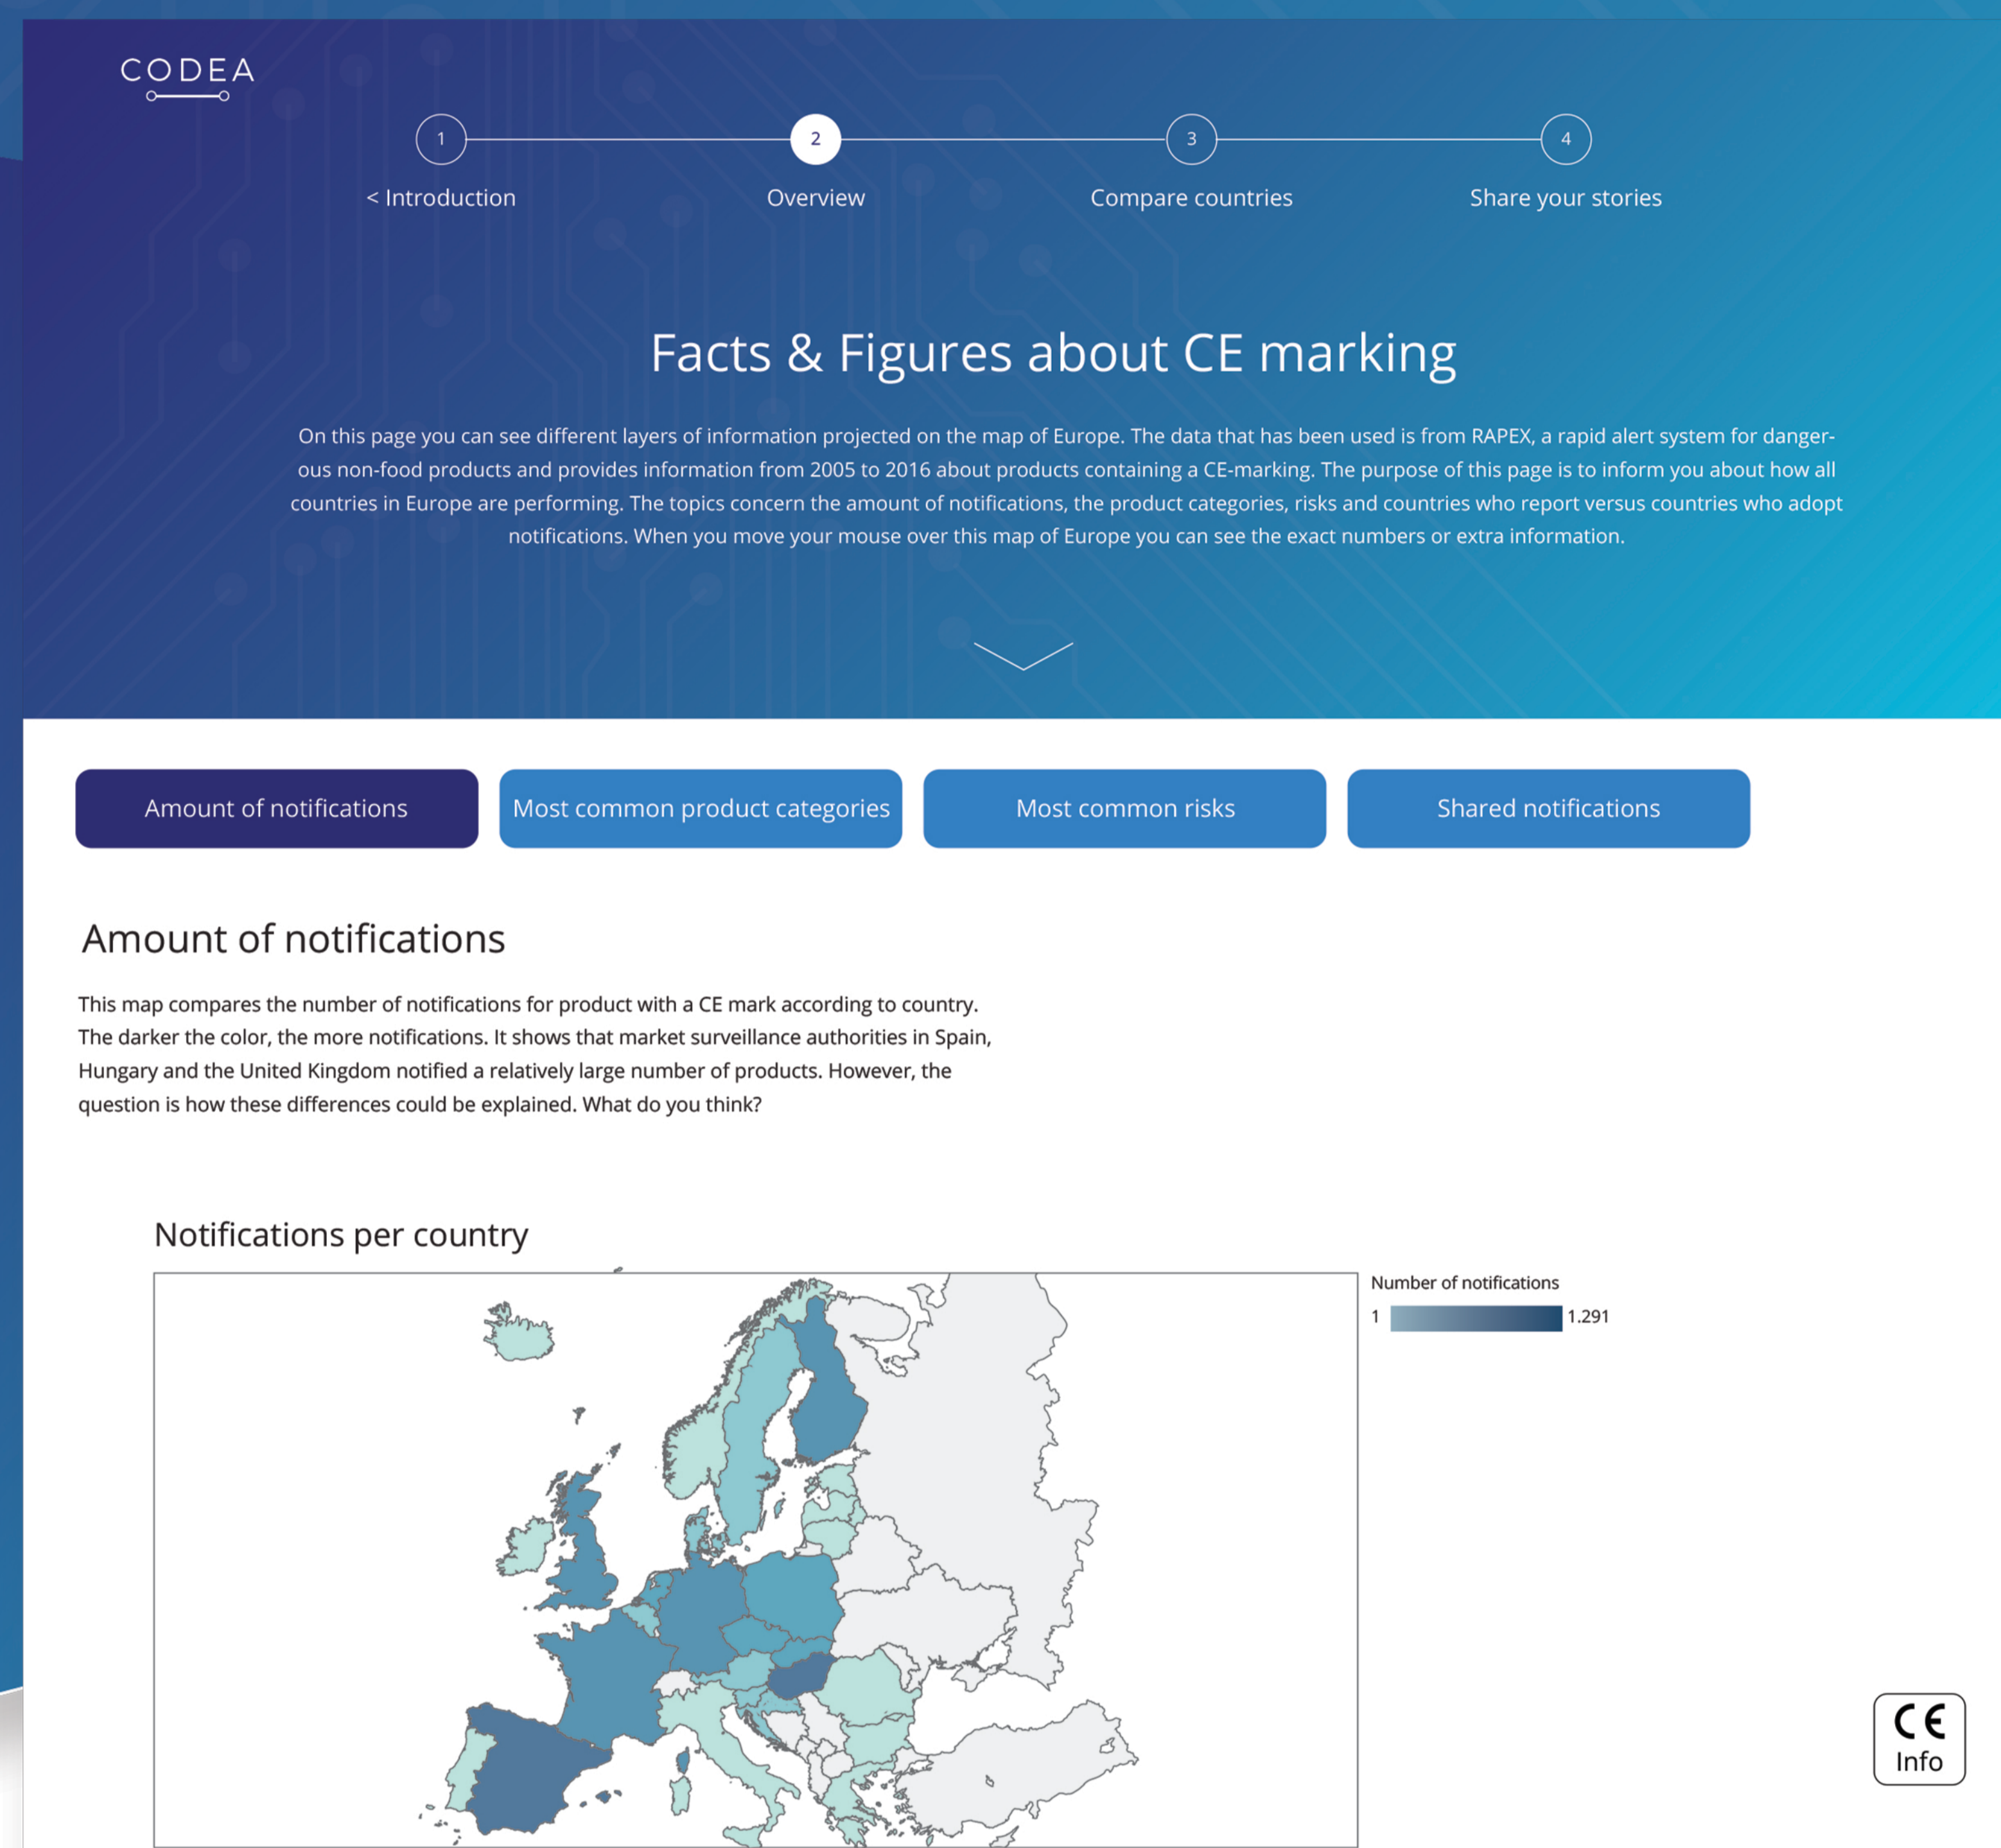 CODEA
1
2
3
4
< Introduction
Overview
Compare countries
Share your stories
Facts & Figures about CE marking
On this page you can see different layers of information projected on the map of Europe. The data that has been used is from RAPEX, a rapid alert system for danger-
ous non-food products and provides information from 2005 to 2016 about products containing a CE-marking. The purpose of this page is to inform you about how all
countries in Europe are performing. The topics concern the amount of notifications, the product categories, risks and countries who report versus countries who adopt
notifications. When you move your mouse over this map of Europe you can see the exact numbers or extra information.
Amount of notifications
Most common product categories
Most common risks
Shared notifications
Amount of notifications
This map compares the number of notifications for product with a CE mark according to country.
The darker the color, the more notifications. It shows that market surveillance authorities in Spain,
Hungary and the United Kingdom notified a relatively large number of products. However, the
question is how these differences could be explained. What do you think?
Notifications per country
Number of notifications
1
1.291
CE
Info